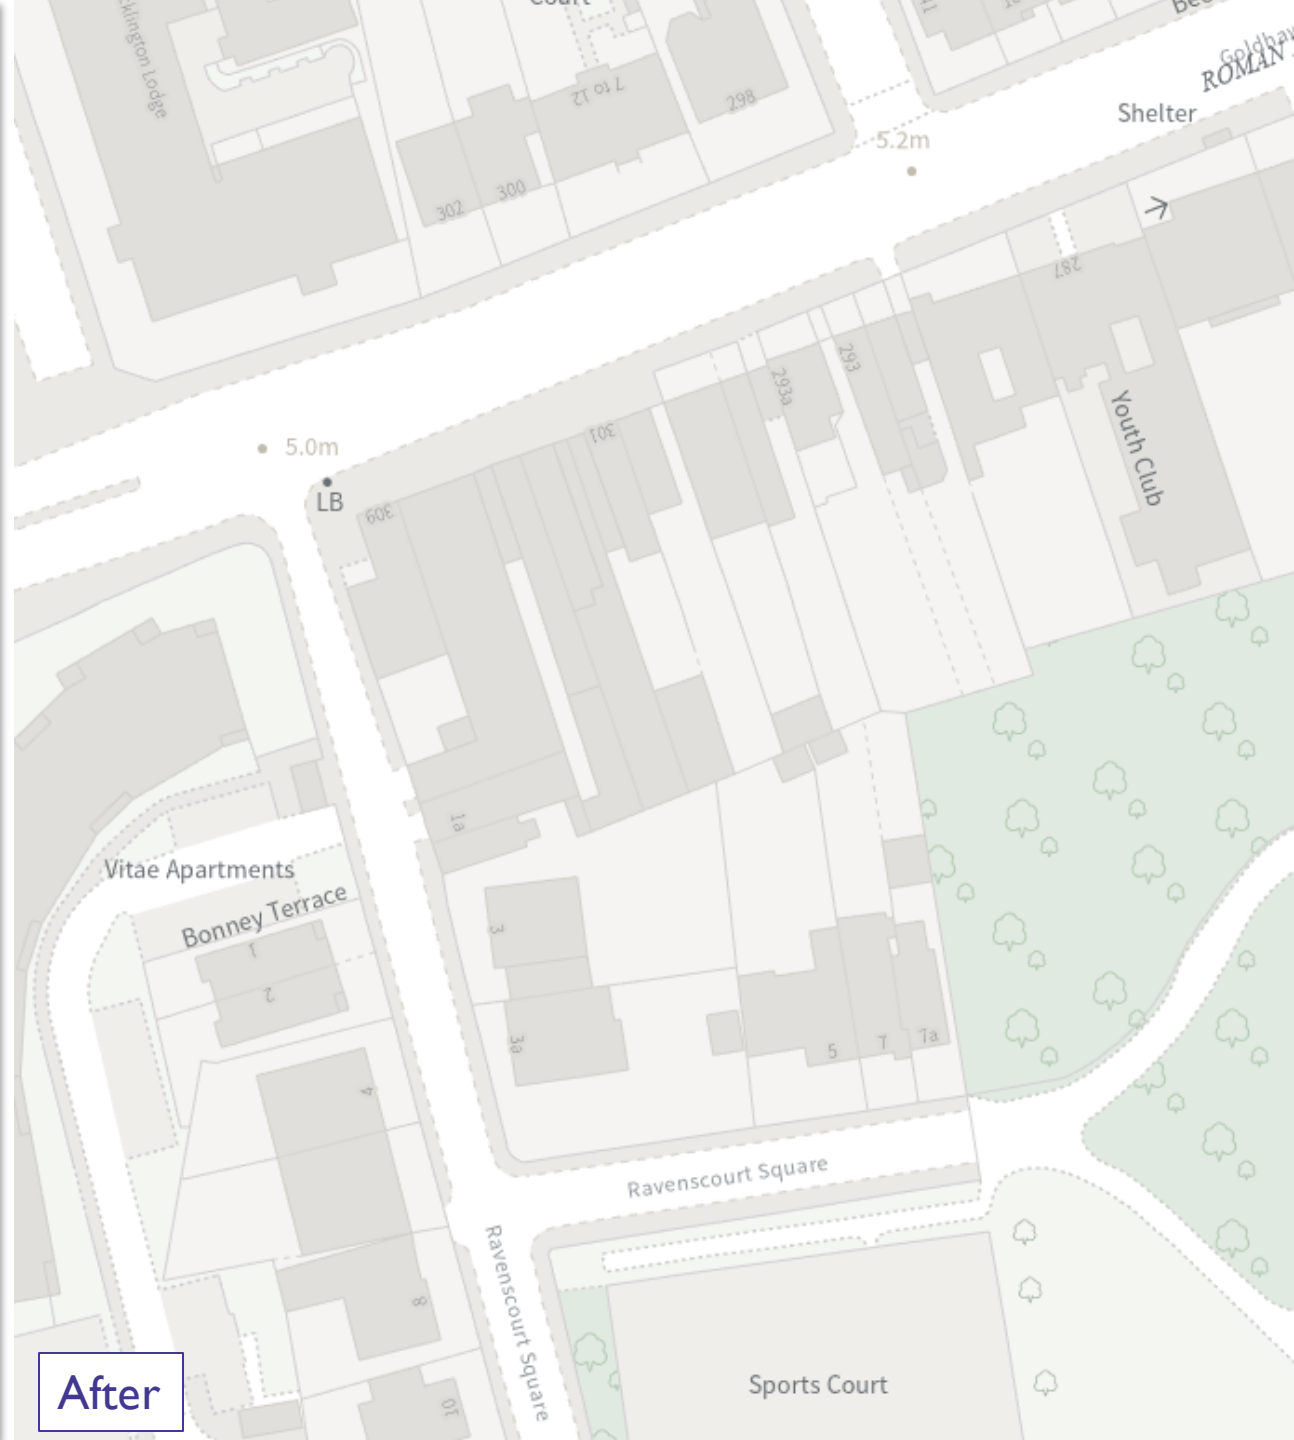 Court
7 to 12
298
Shelter
5.2m
302
300
287
293
293a
Youth Club
301
5.0m
LB
309
1a
Vitae Apartments
Bonney Terrace
1
2
3
3a
5
7
7a
4
Ravenscourt Square
Ravenscourt Square
8
10
Sports Court
After
ROMAN